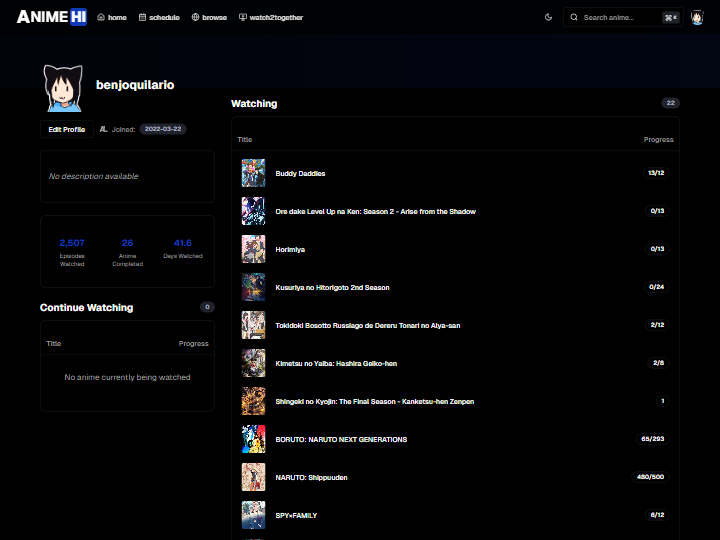 ANIME HI
home
schedule
browse
watch2together
Search anime...
⌘K
benjoquilario
Edit Profile
Joined:
2022-03-22
No description available
2,507
26
41.6
Episodes Watched
Anime Completed
Days Watched
Continue Watching
0
Title
Progress
No anime currently being watched
Watching
22
Title
Progress
Buddy Daddies
13/12
Ore dake Level Up na Ken: Season 2 - Arise from the Shadow
0/13
Horimiya
0/13
Kusuriya no Hitorigoto 2nd Season
0/24
Tokidoki Bosotto Russiago de Dereru Tonari no Alya-san
2/12
Kimetsu no Yaiba: Hashira Geiko-hen
2/8
Shingeki no Kyojin: The Final Season - Kanketsu-hen Zenpen
1
BORUTO: NARUTO NEXT GENERATIONS
65/293
NARUTO: Shippuuden
480/500
SPY×FAMILY
6/12